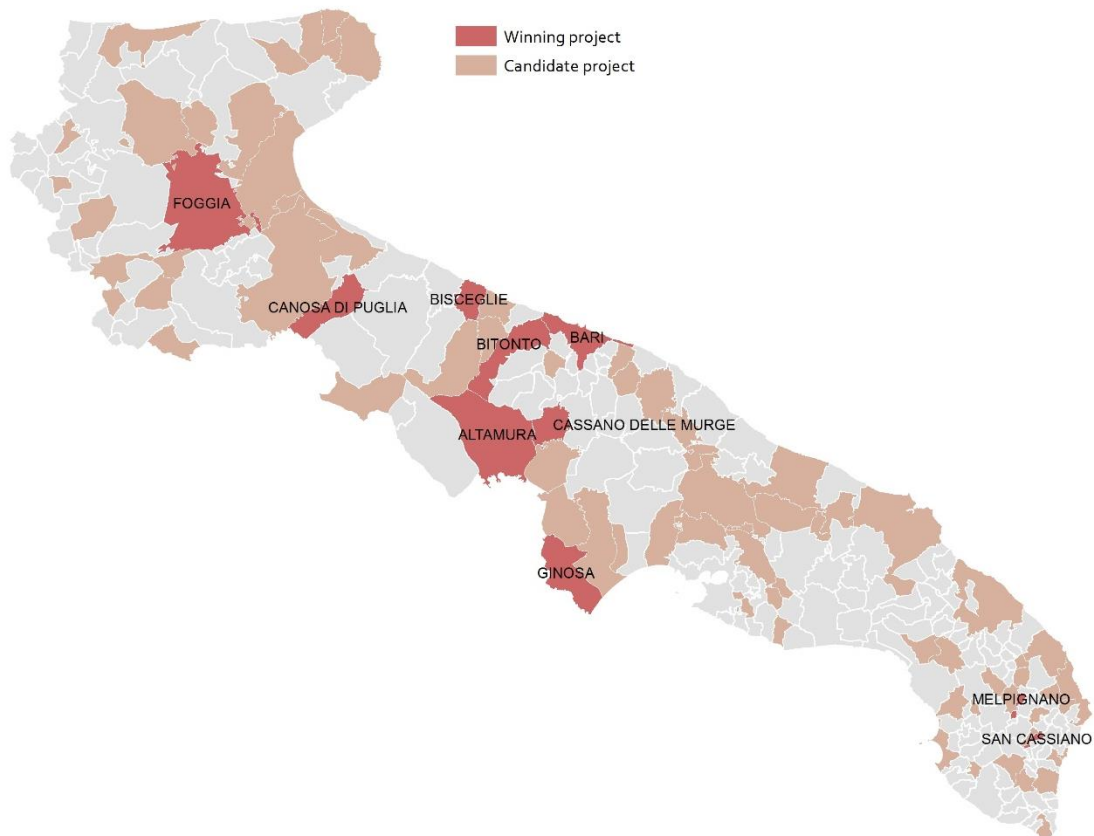 Winning project
Candidate project
FOGGIA
CANOSA DI PUGLIA
BISCEGLIE
BITONTO
BARI
ALTAMURA
CASSANO DELLE MURGE
GINOSA
MELPIGNANO
SAN CASSIANO